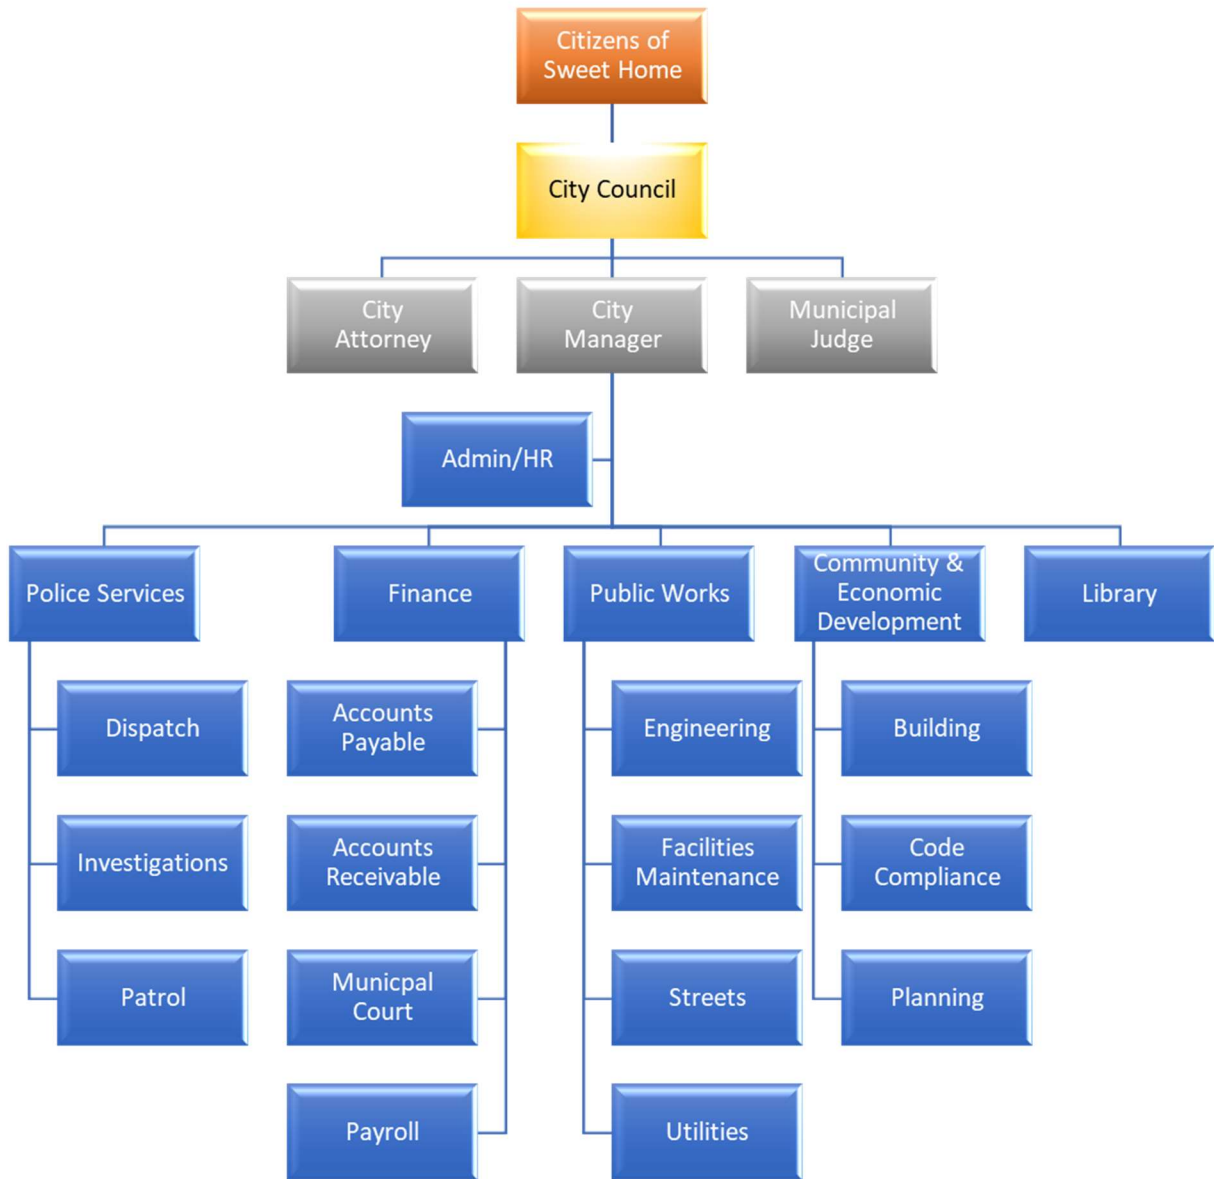 Citizens of
Sweet Home
City Council
City
Attorney
City
Manager
Municipal
Judge
Admin/HR
Police Services
Finance
Public Works
Community &
Economic
Development
Library
Dispatch
Accounts
Payable
Engineering
Building
Investigations
Accounts
Receivable
Facilities
Maintenance
Code
Compliance
Patrol
Municpal
Court
Streets
Planning
Payroll
Utilities